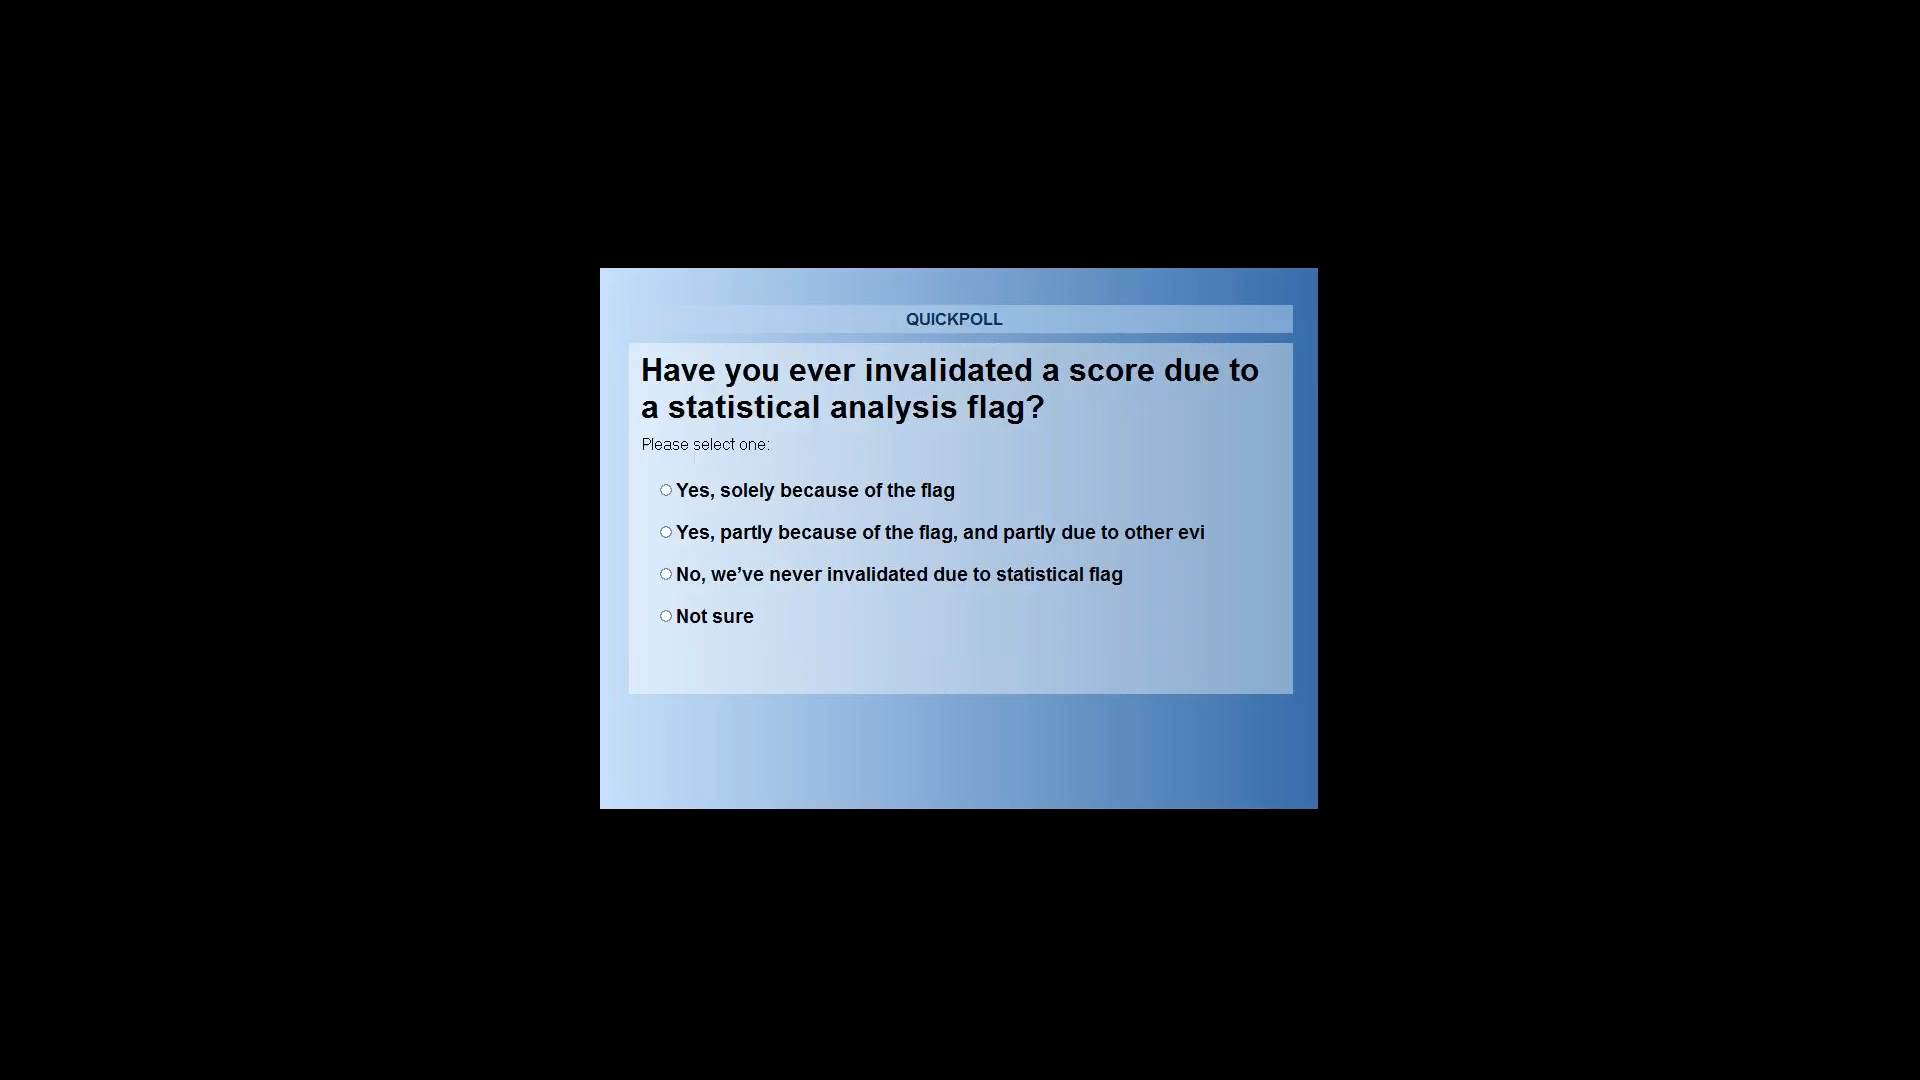 QUICKPOLL
Have you ever invalidated a score due to
a statistical analysis flag?
Please select one:
Yes, solely because of the flag
Yes, partly because of the flag, and partly due to other evi
No, we’ve never invalidated due to statistical flag
Not sure